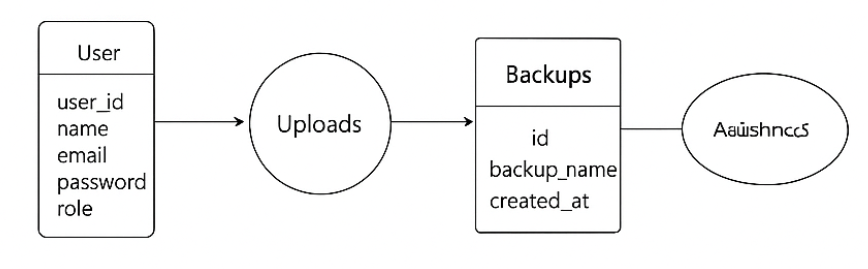 User
user_id
name
email
password
role
Uploads
Backups
id
backup_name
created_at